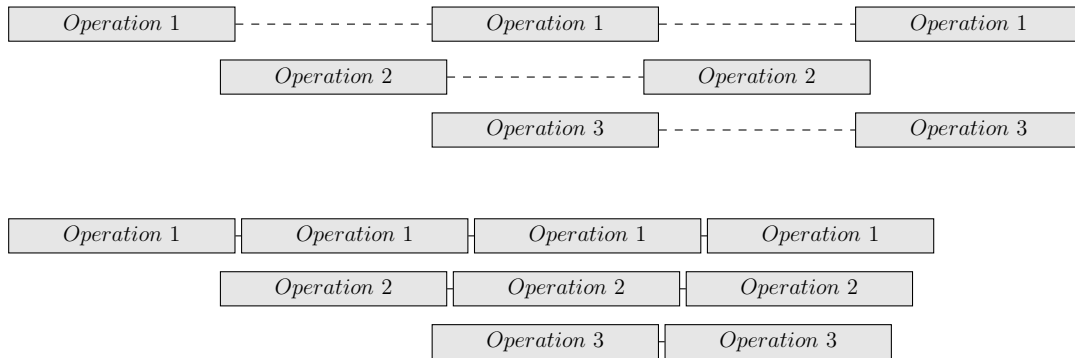 Operation 1 Operation 1 Operation 1
Operation 2 Operation 2
Operation 3 Operation 3
Operation 1 Operation 1 Operation 1 Operation 1
Operation 2 Operation 2 Operation 2
Operation 3 Operation 3